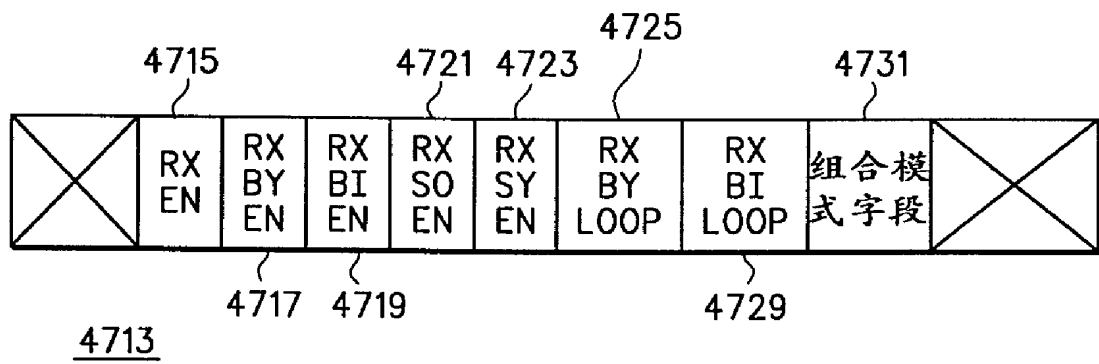 4715
4721
4723
4725
4731
RX
EN
RX
BY
EN
RX
BI
EN
RX
SO
EN
RX
SY
EN
RX
BY
LOOP
RX
BI
LOOP
组合模
式字段
4717
4719
4729
4713